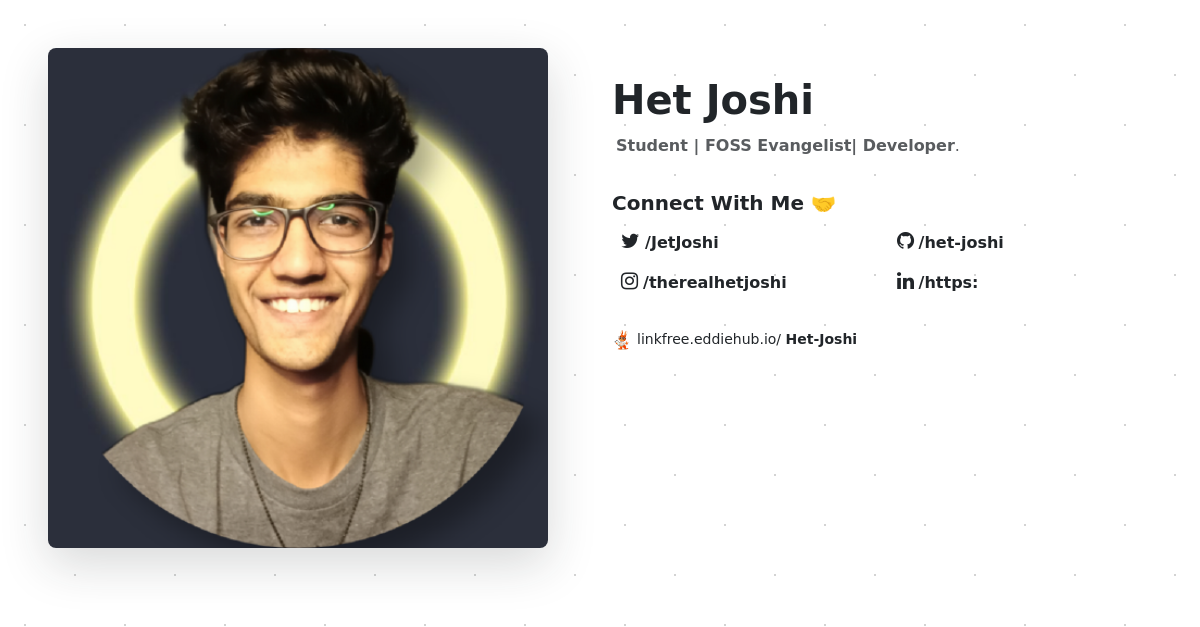 Het Joshi
Student | FOSS Evangelist| Developer.
Connect With Me 🤝
/JetJoshi
/het-joshi
/therealhetjoshi
/https:
linkfree.eddiehub.io/ Het-Joshi